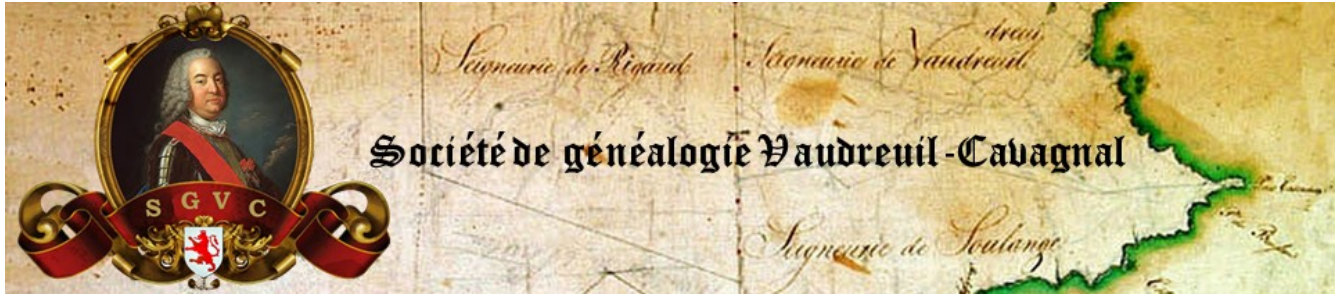 Seigneurie de Rigaud
Seigneurie de Vaudreuil
Société de généalogie Vaudreuil-Cavagnal
S G V C
Seigneurie de Soulange